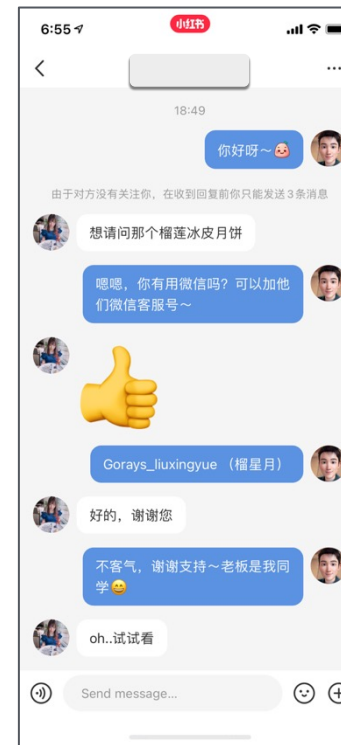 6:55
小红书
18:49
你好呀～
由于对方没有关注你，在收到回复前你只能发送3条消息
想请问那个榴莲冰皮月饼
嗯嗯，你有用微信吗？可以加他
们微信客服号～
Gorays_liuxingyue （榴星月）
好的，谢谢您
不客气，谢谢支持～老板是我同
学
oh..试试看
Send message...